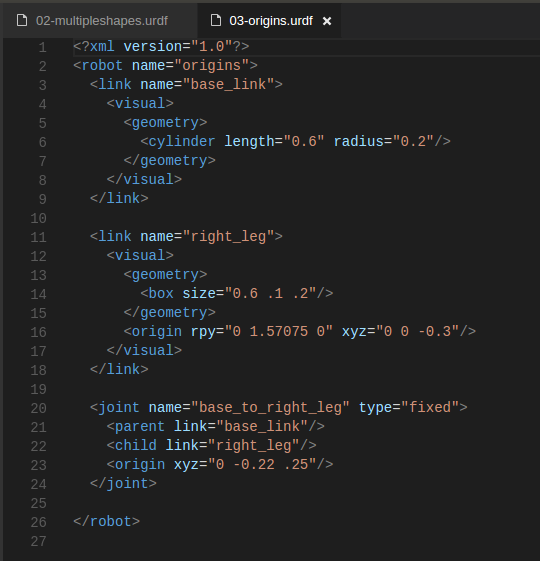 02-multipleshapes.urdf 03-origins.urdf ×
1 <?xml version="1.0"?>
2 <robot name="origins">
3   <link name="base_link">
4     <visual>
5       <geometry>
6         <cylinder length="0.6" radius="0.2"/>
7       </geometry>
8     </visual>
9   </link>
10
11   <link name="right_leg">
12     <visual>
13       <geometry>
14         <box size="0.6 .1 .2"/>
15       </geometry>
16       <origin rpy="0 1.57075 0" xyz="0 0 -0.3"/>
17     </visual>
18   </link>
19
20   <joint name="base_to_right_leg" type="fixed">
21     <parent link="base_link"/>
22     <child link="right_leg"/>
23     <origin xyz="0 -0.22 .25"/>
24   </joint>
25
26 </robot>
27